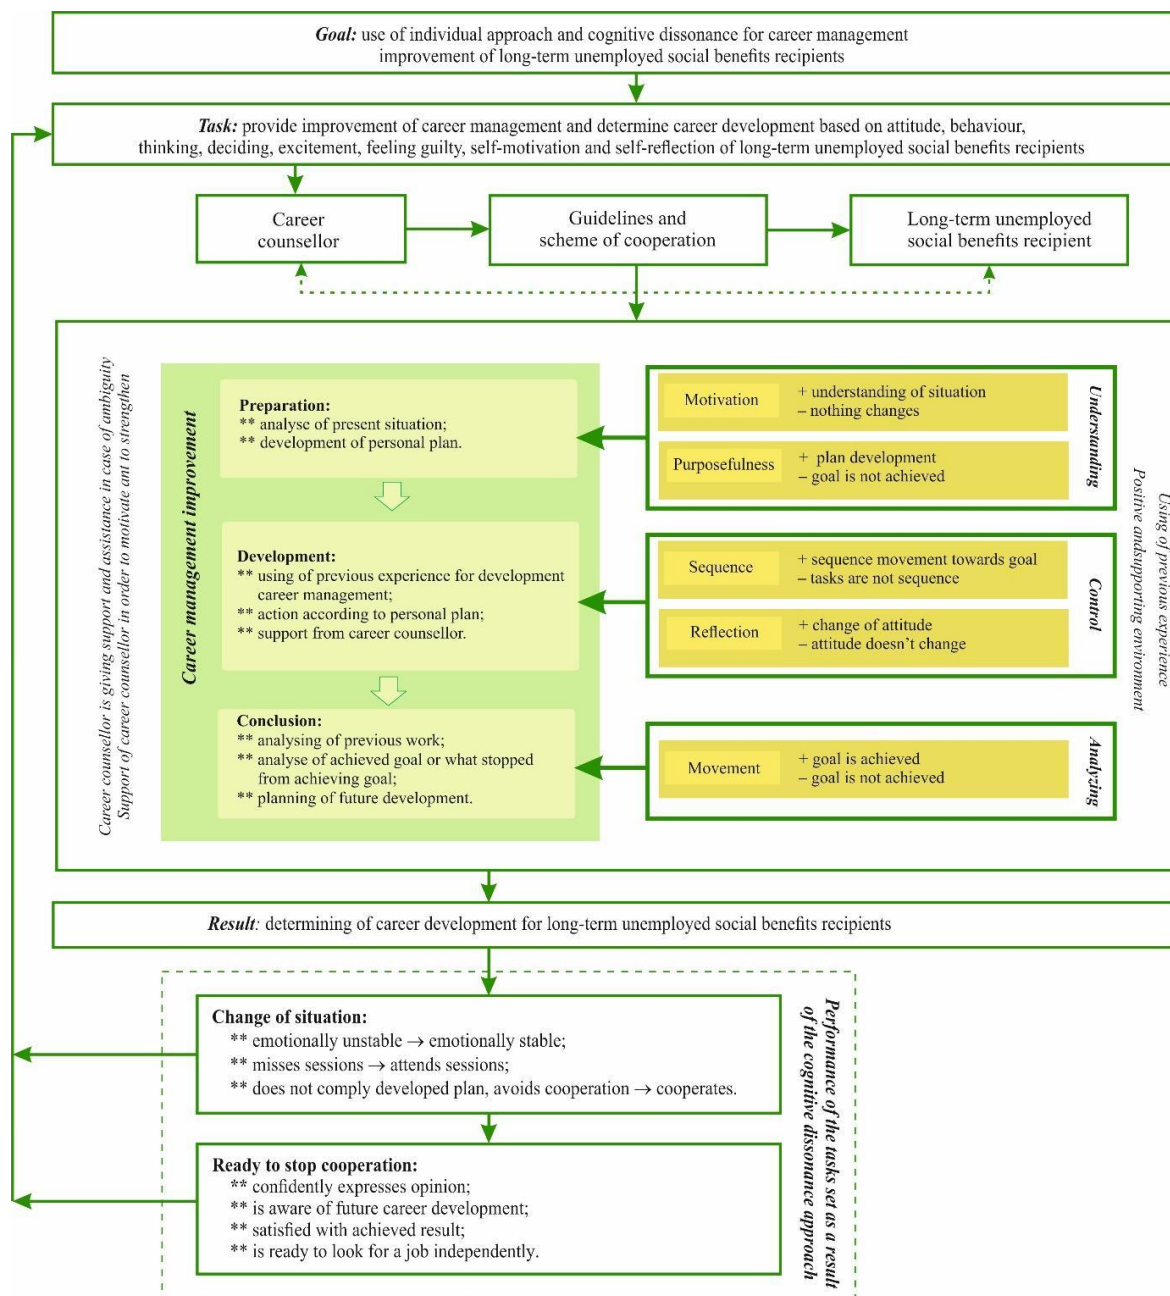 Goal: use of individual approach and cognitive dissonance for career management
improvement of long-term unemployed social benefits recipients
Task: provide improvement of career management and determine career development based on attitude, behaviour,
thinking, deciding, excitement, feeling guilty, self-motivation and self-reflection of long-term unemployed social benefits recipients
Career
counsellor
Guidelines and
scheme of cooperation
Long-term unemployed
social benefits recipient
Career counsellor is giving support and assistance in case of ambiguity
Support of career counsellor in order to motivate ant to strengthen
Career management improvement
Preparation:
** analyse of present situation;
** development of personal plan.
Development:
** using of previous experience for development
career management;
** action according to personal plan;
** support from career counsellor.
Conclusion:
** analysing of previous work;
** analyse of achieved goal or what stopped
from achieving goal;
** planning of future development.
Motivation
+ understanding of situation
– nothing changes
Purposefulness
+ plan development
– goal is not achieved
Understanding
Sequence
+ sequence movement towards goal
– tasks are not sequence
Reflection
+ change of attitude
– attitude doesn't change
Control
Movement
+ goal is achieved
– goal is not achieved
Analyzing
Using of previous experience
Positive andsupporting environment
Result: determining of career development for long-term unemployed social benefits recipients
Change of situation:
** emotionally unstable → emotionally stable;
** misses sessions → attends sessions;
** does not comply developed plan, avoids cooperation → cooperates.
Ready to stop cooperation:
** confidently expresses opinion;
** is aware of future career development;
** satisfied with achieved result;
** is ready to look for a job independently.
Performance of the tasks set as a result
of the cognitive dissonance approach